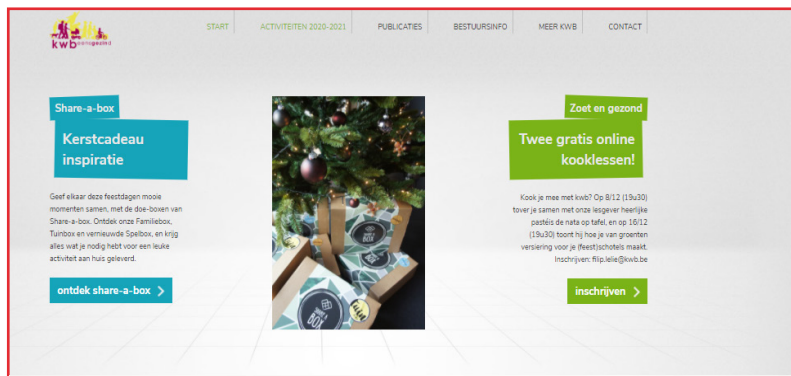 kwb eensgezind
START
ACTIVITEITEN 2020-2021
PUBLICATIES
BESTUURSINFO
MEER KWB
CONTACT
Share-a-box
Kerstcadeau
inspiratie
Geef elkaar deze feestdagen mooie
momenten samen, met de doe-boxen van
Share-a-box. Ontdek onze Familiebox,
Tuinbox en vernieuwde Spelbox, en krijg
alles wat je nodig hebt voor een leuke
activiteit aan huis geleverd.
ontdek share-a-box
SHARE A
BOX
SHARE A
BOX
Zoet en gezond
Twee gratis online
kooklessen!
Kook je mee met kwb? Op 8/12 (19u30)
tover je samen met onze lesgever heerlijke
pastéis de nata op tafel, en op 16/12
(19u30) toont hij hoe je van groenten
versiering voor je (feest)schotels maakt.
Inschrijven: filip.lelie@kwb.be
inschrijven